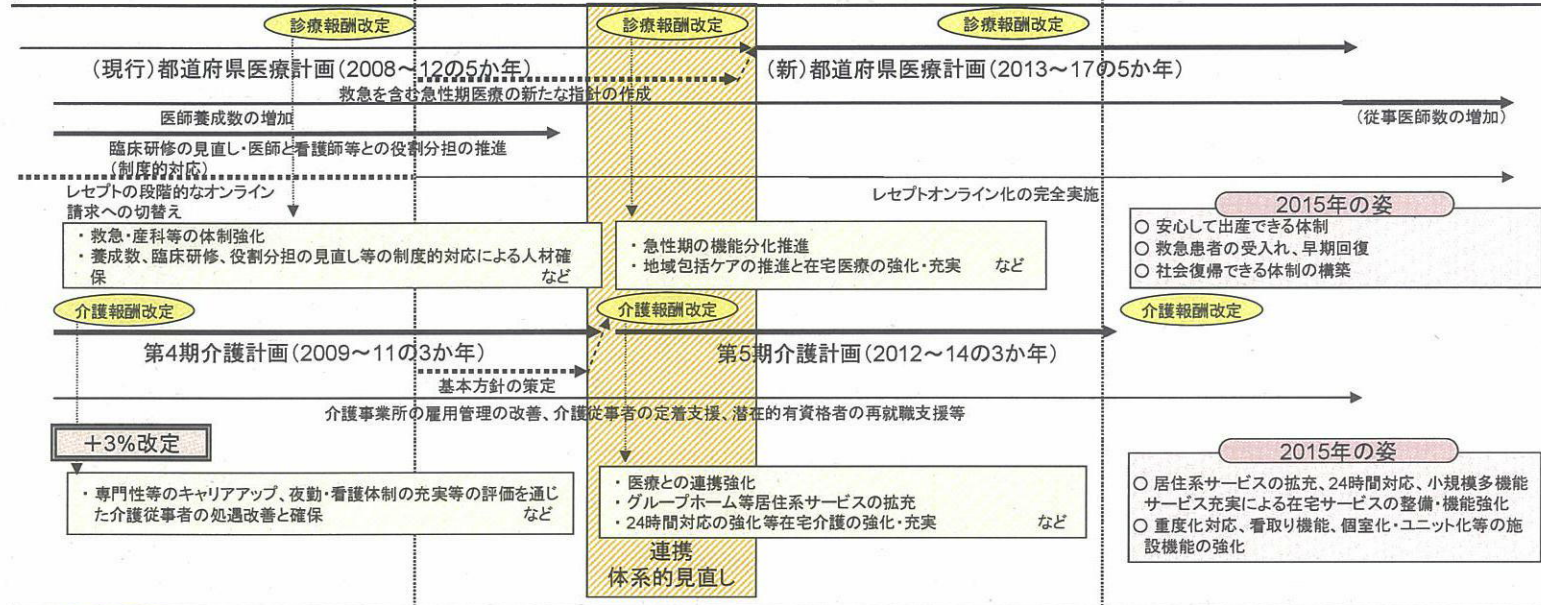 診療報酬改定
診療報酬改定
診療報酬改定
(現行)都道府県医療計画(2008～12の5か年)
(新)都道府県医療計画(2013～17の5か年)
救急を含む急性期医療の新たな指針の作成
医師養成数の増加
(従事医師数の増加)
臨床研修の見直し・医師と看護師等との役割分担の推進
(制度的対応)
レセプトの段階的なオンライン
請求への切替え
レセプトオンライン化の完全実施
・救急・産科等の体制強化
・養成数、臨床研修、役割分担の見直し等の制度的対応による人材確
保 など
・急性期の機能分化推進
・地域包括ケアの推進と在宅医療の強化・充実 など
2015年の姿
○ 安心して出産できる体制
○ 救急患者の受入れ、早期回復
○ 社会復帰できる体制の構築
介護報酬改定
介護報酬改定
介護報酬改定
第4期介護計画(2009～11の3か年)
第5期介護計画(2012～14の3か年)
基本方針の策定
介護事業所の雇用管理の改善、介護従事者の定着支援、潜在的有資格者の再就職支援等
＋3%改定
・専門性等のキャリアアップ、夜勤・看護体制の充実等の評価を通じ
た介護従事者の処遇改善と確保 など
・医療との連携強化
・グループホーム等居住系サービスの拡充
・24時間対応の強化等在宅介護の強化・充実 など
2015年の姿
○ 居住系サービスの拡充、24時間対応、小規模多機能
サービス充実による在宅サービスの整備・機能強化
○ 重度化対応、看取り機能、個室化・ユニット化等の施
設機能の強化
連携
体系的見直し